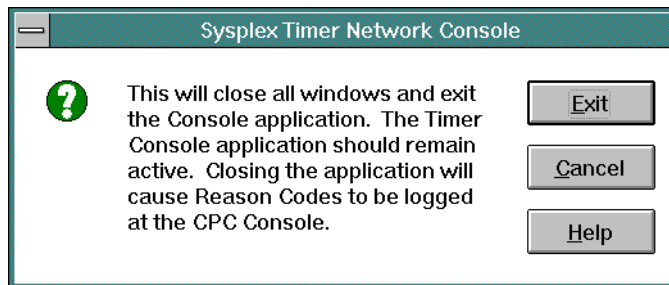 Sysplex Timer Network Console
This will close all windows and exit
the Console application. The Timer
Console application should remain
active. Closing the application will
cause Reason Codes to be logged
at the CPC Console.
Exit
Cancel
Help